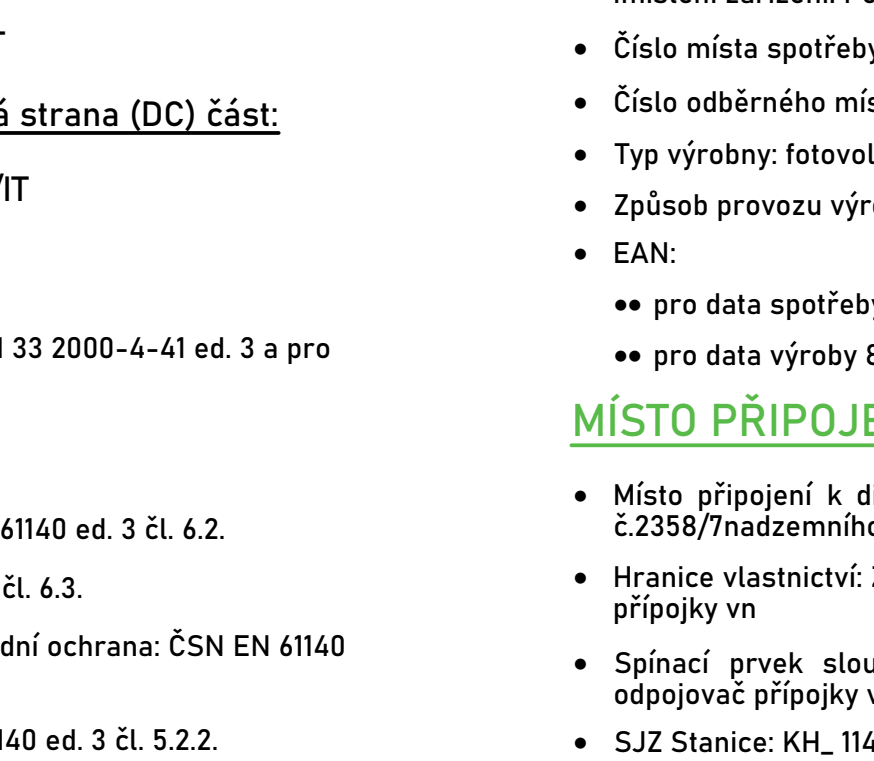 á strana (DC) část:
/IT
33 2000-4-41 ed. 3 a pro
61140 ed. 3 čl. 6.2.
čl. 6.3.
dní ochrana: ČSN EN 61140
140 ed. 3 čl. 5.2.2.
• Číslo místa spotřeby
• Číslo odběrného mís
• Typ výrobny: fotovol
• Způsob provozu výr
• EAN:
•• pro data spotřeby
•• pro data výroby 8
MÍSTO PŘIPOJE
• Místo připojení k di
č.2358/7nadzemního
• Hranice vlastnictví:
přípojky vn
• Spínací prvek slou
odpojovač přípojky v
• SJZ Stanice: KH_ 114